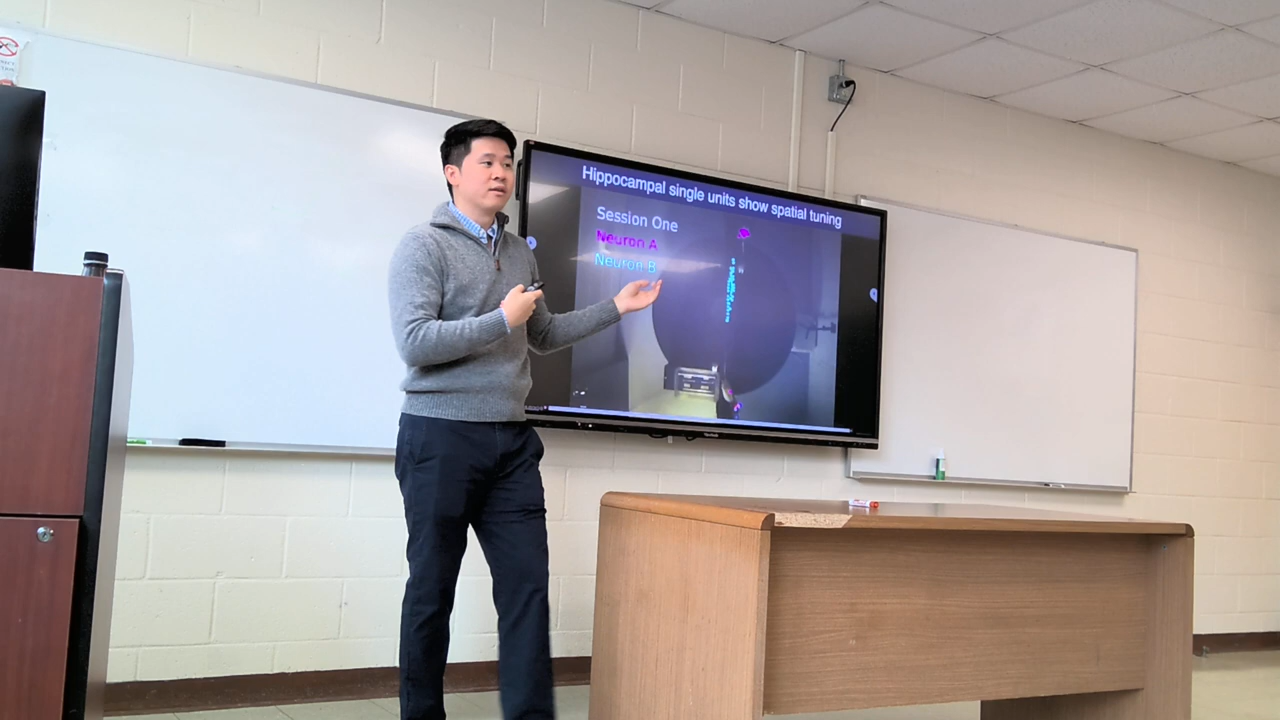 Hippocampal single units show spatial tuning
Session One
Neuron A
Neuron B